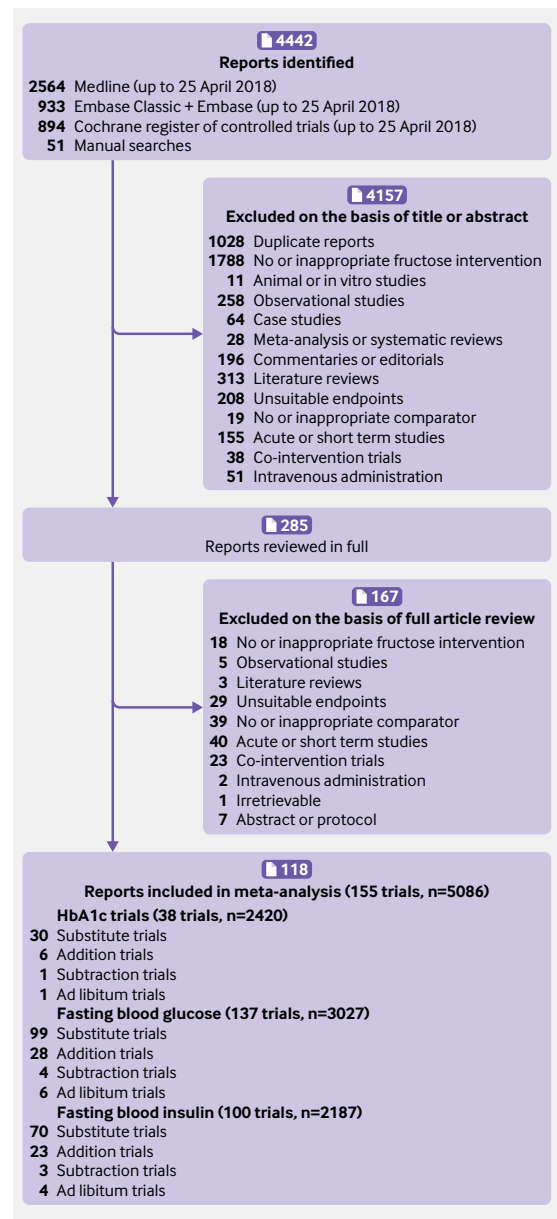 4442
Reports identified
2564 Medline (up to 25 April 2018)
933 Embase Classic + Embase (up to 25 April 2018)
894 Cochrane register of controlled trials (up to 25 April 2018)
51 Manual searches
4157
Excluded on the basis of title or abstract
1028 Duplicate reports
1788 No or inappropriate fructose intervention
11 Animal or in vitro studies
258 Observational studies
64 Case studies
28 Meta-analysis or systematic reviews
196 Commentaries or editorials
313 Literature reviews
208 Unsuitable endpoints
19 No or inappropriate comparator
155 Acute or short term studies
38 Co-intervention trials
51 Intravenous administration
285
Reports reviewed in full
167
Excluded on the basis of full article review
18 No or inappropriate fructose intervention
5 Observational studies
3 Literature reviews
29 Unsuitable endpoints
39 No or inappropriate comparator
40 Acute or short term studies
23 Co-intervention trials
2 Intravenous administration
1 Irretrievable
7 Abstract or protocol
118
Reports included in meta-analysis (155 trials, n=5086)
HbA1c trials (38 trials, n=2420)
30 Substitute trials
6 Addition trials
1 Subtraction trials
1 Ad libitum trials
Fasting blood glucose (137 trials, n=3027)
99 Substitute trials
28 Addition trials
4 Subtraction trials
6 Ad libitum trials
Fasting blood insulin (100 trials, n=2187)
70 Substitute trials
23 Addition trials
3 Subtraction trials
4 Ad libitum trials